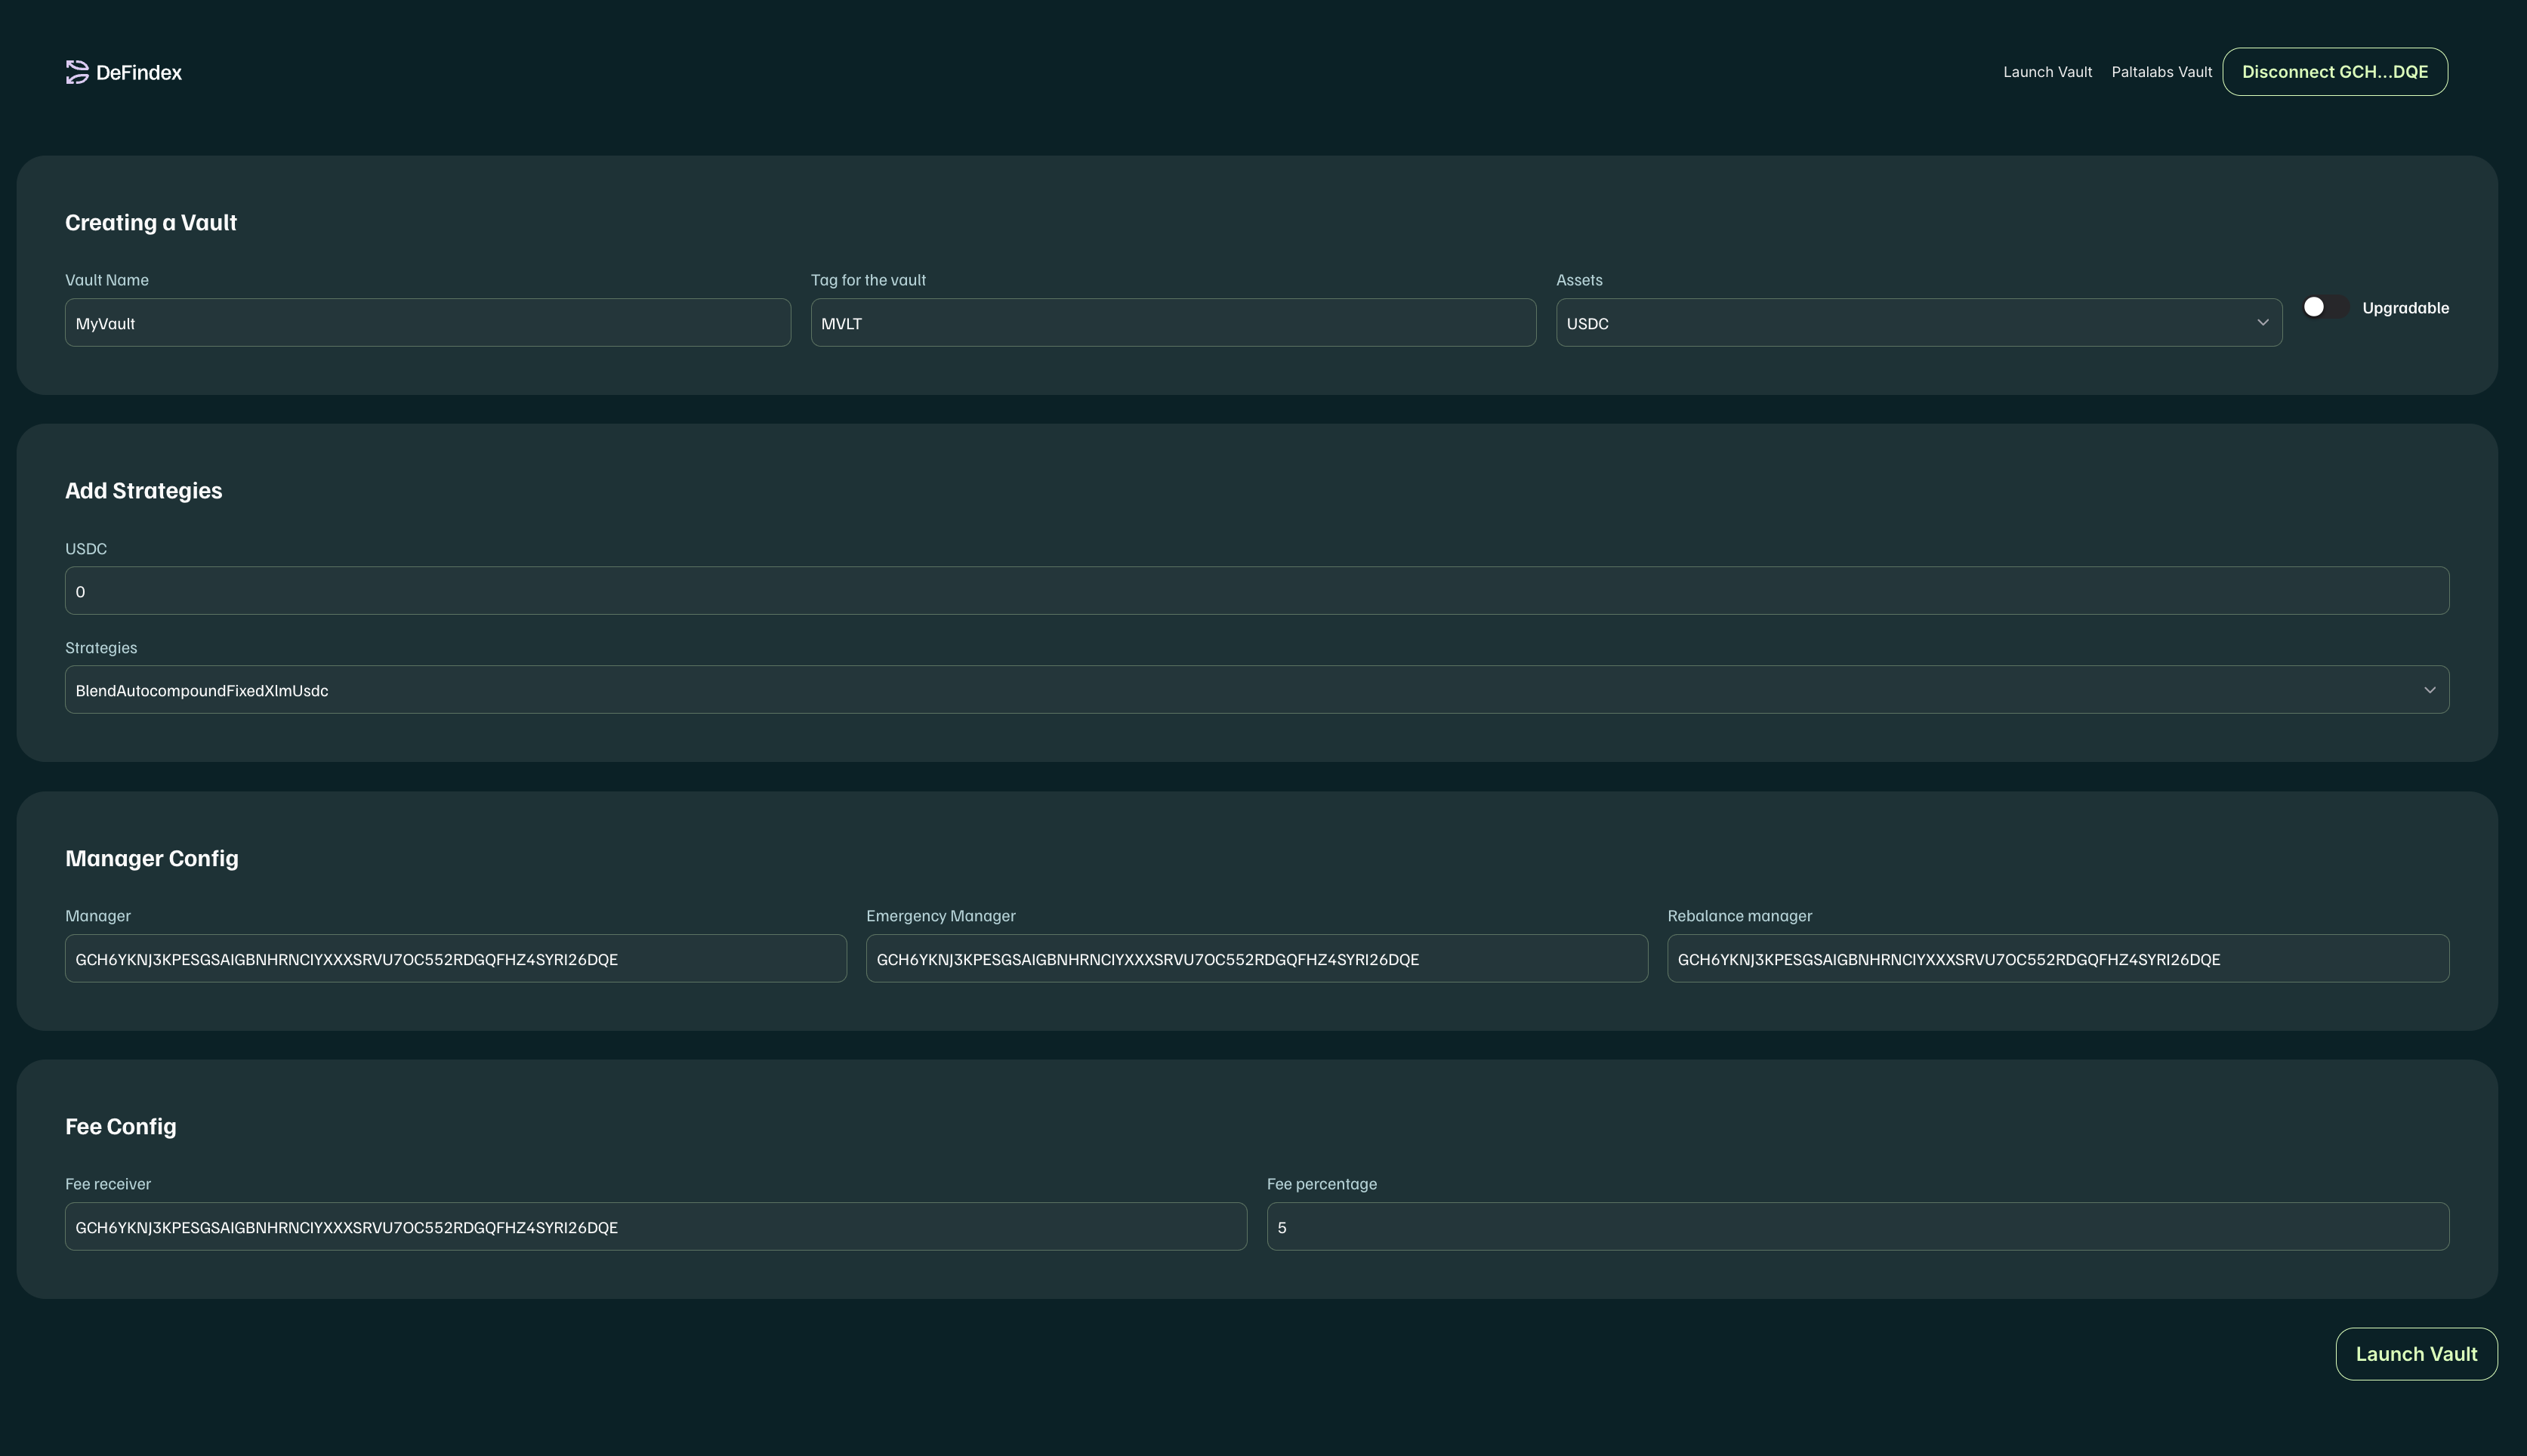 DeFindex
Launch Vault Paltalabs Vault Disconnect GCH...DQE
Creating a Vault
Vault Name Tag for the vault Assets
MyVault MVLT USDC Upgradable
Add Strategies
USDC
0
Strategies
BlendAutocompoundFixedXlmUsdc
Manager Config
Manager Emergency Manager Rebalance manager
GCH6YKNJ3KPESGSAIGBNHRNCIYXXXSRVU7OC552RDGQFHZ4SYRI26DQE GCH6YKNJ3KPESGSAIGBNHRNCIYXXXSRVU7OC552RDGQFHZ4SYRI26DQE GCH6YKNJ3KPESGSAIGBNHRNCIYXXXSRVU7OC552RDGQFHZ4SYRI26DQE
Fee Config
Fee receiver Fee percentage
GCH6YKNJ3KPESGSAIGBNHRNCIYXXXSRVU7OC552RDGQFHZ4SYRI26DQE 5
Launch Vault